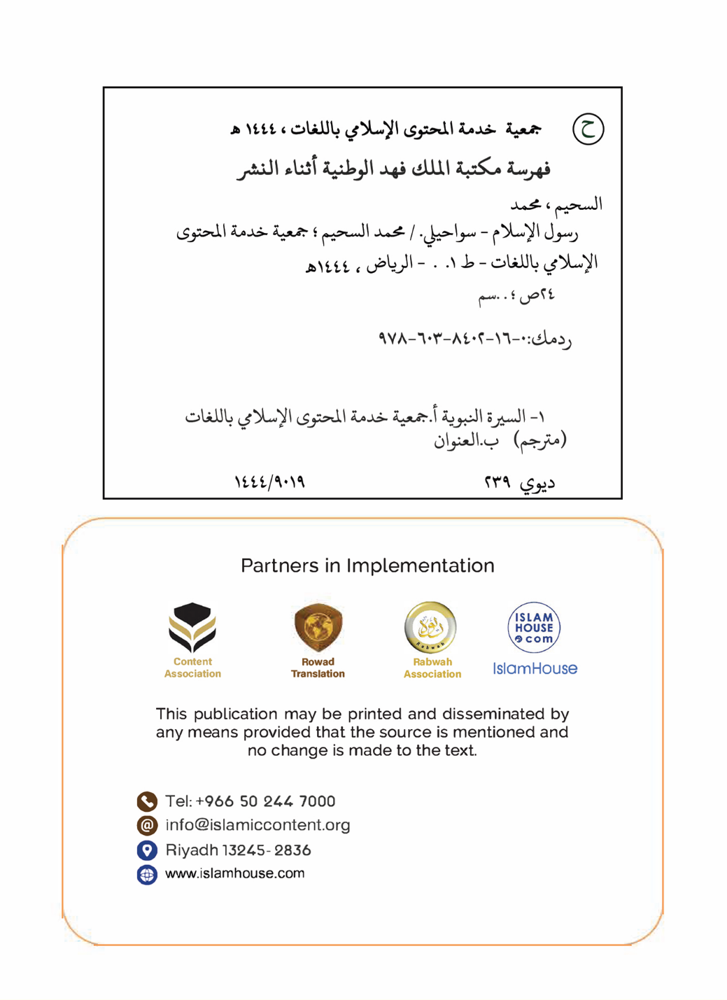 ح
جمعية خدمة المحتوى الإسلامي باللغات ، ١٤٤٤ هـ
فهرسة مكتبة الملك فهد الوطنية أثناء النشر
السحيم ، محمد
رسول الإسلام - سواحيلي. / محمد السحيم ؛ جمعية خدمة المحتوى
الإسلامي باللغات - ط ١. . - الرياض ، ١٤٤٤هـ
٢٤ص ؛ ..سم
ردمك:٠-١٦-٨٤٠٢-٦٠٣-٩٧٨
١- السيرة النبوية أ.جمعية خدمة المحتوى الإسلامي باللغات
(مترجم) ب.العنوان
ديوي ٢٣٩ ١٤٤٤/٩٠١٩
Partners in Implementation
ISLAM
HOUSE
com
Rabwah
Content
Association
Rowad
Translation
Rabwah
Association
IslamHouse
This publication may be printed and disseminated by
any means provided that the source is mentioned and
no change is made to the text.
Tel: +966 50 244 7000
info@islamiccontent.org
Riyadh 13245- 2836
www.islamhouse.com